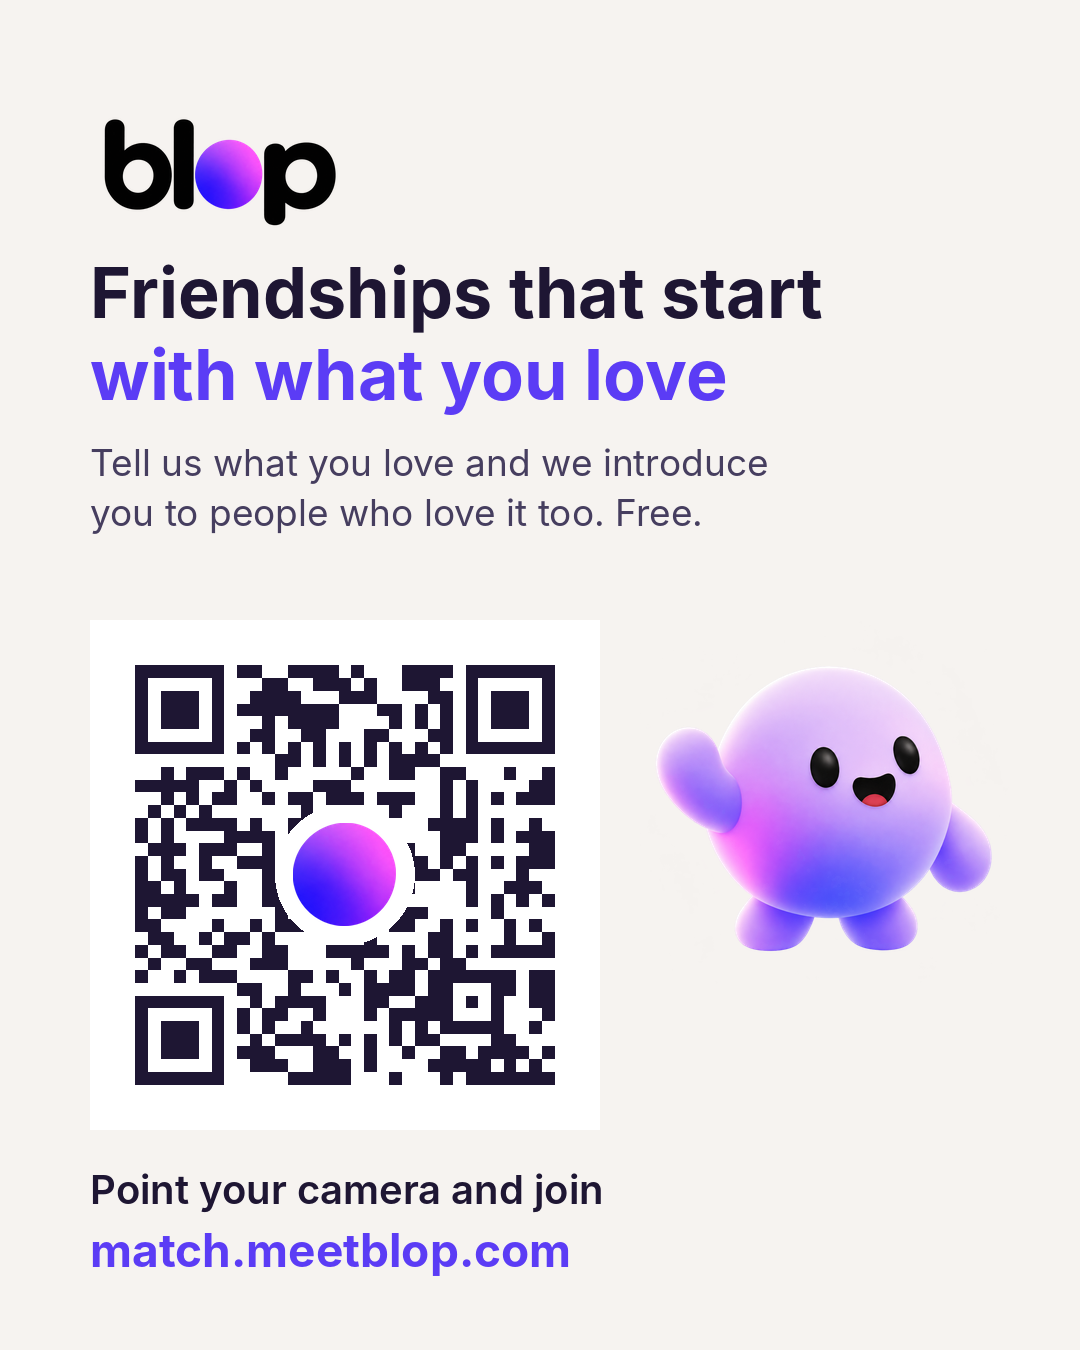 blop
Friendships that start
with what you love
Tell us what you love and we introduce
you to people who love it too. Free.
Point your camera and join
match.meetblop.com